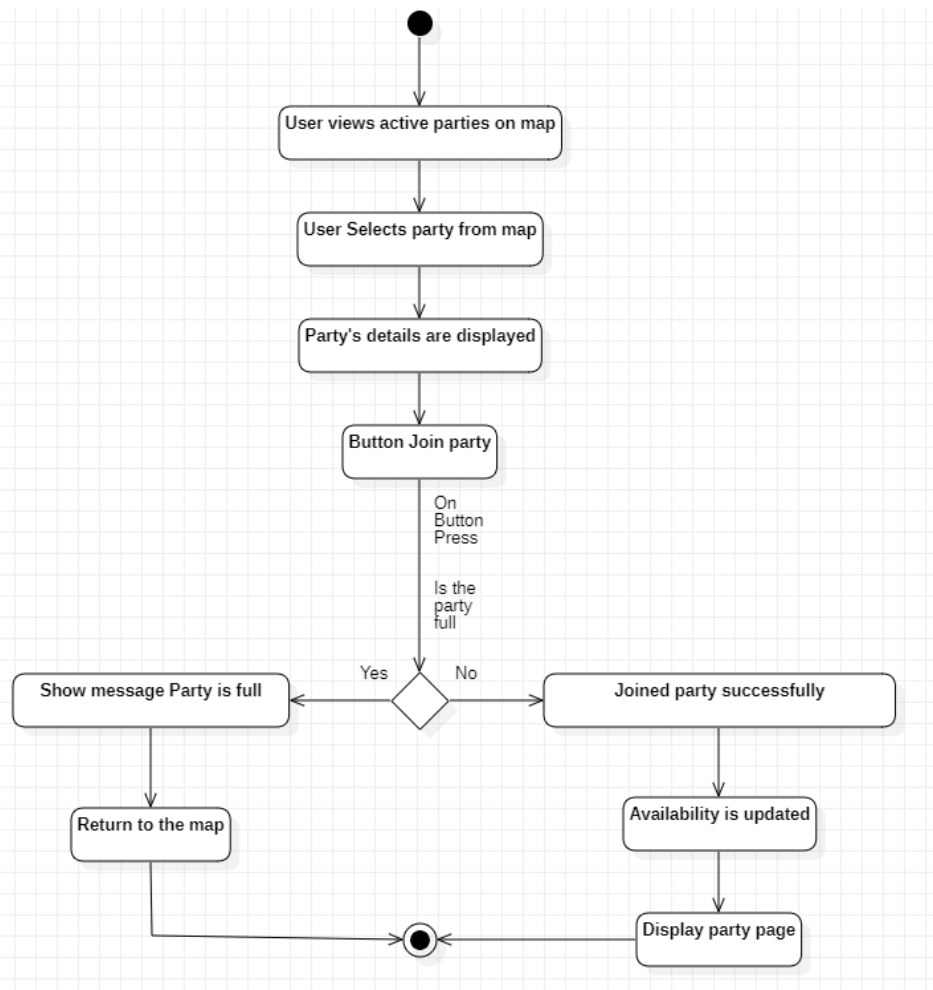 User views active parties on map
User Selects party from map
Party's details are displayed
Button Join party
On
Button
Press
Is the
party
full
Yes
No
Show message Party is full
Joined party successfully
Return to the map
Availability is updated
Display party page